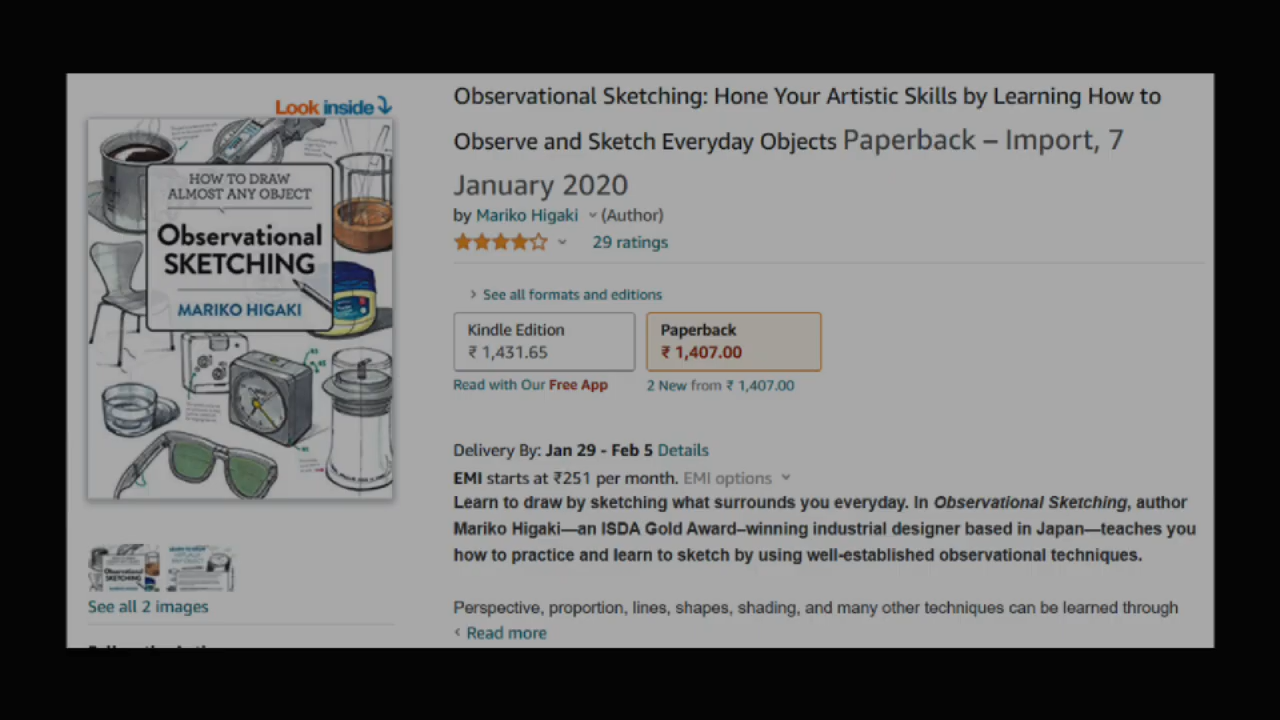 Look inside
HOW TO DRAW
ALMOST ANY OBJECT
Observational
SKETCHING
MARIKO HIGAKI
See all 2 images
Observational Sketching: Hone Your Artistic Skills by Learning How to
Observe and Sketch Everyday Objects Paperback – Import, 7
January 2020
by Mariko Higaki (Author)
29 ratings
See all formats and editions
Kindle Edition
₹ 1,431.65
Paperback
₹ 1,407.00
Read with Our Free App
2 New from ₹ 1,407.00
Delivery By: Jan 29 - Feb 5 Details
EMI starts at ₹251 per month. EMI options
Learn to draw by sketching what surrounds you everyday. In Observational Sketching, author
Mariko Higaki—an ISDA Gold Award–winning industrial designer based in Japan—teaches you
how to practice and learn to sketch by using well-established observational techniques.
Perspective, proportion, lines, shapes, shading, and many other techniques can be learned through
Read more